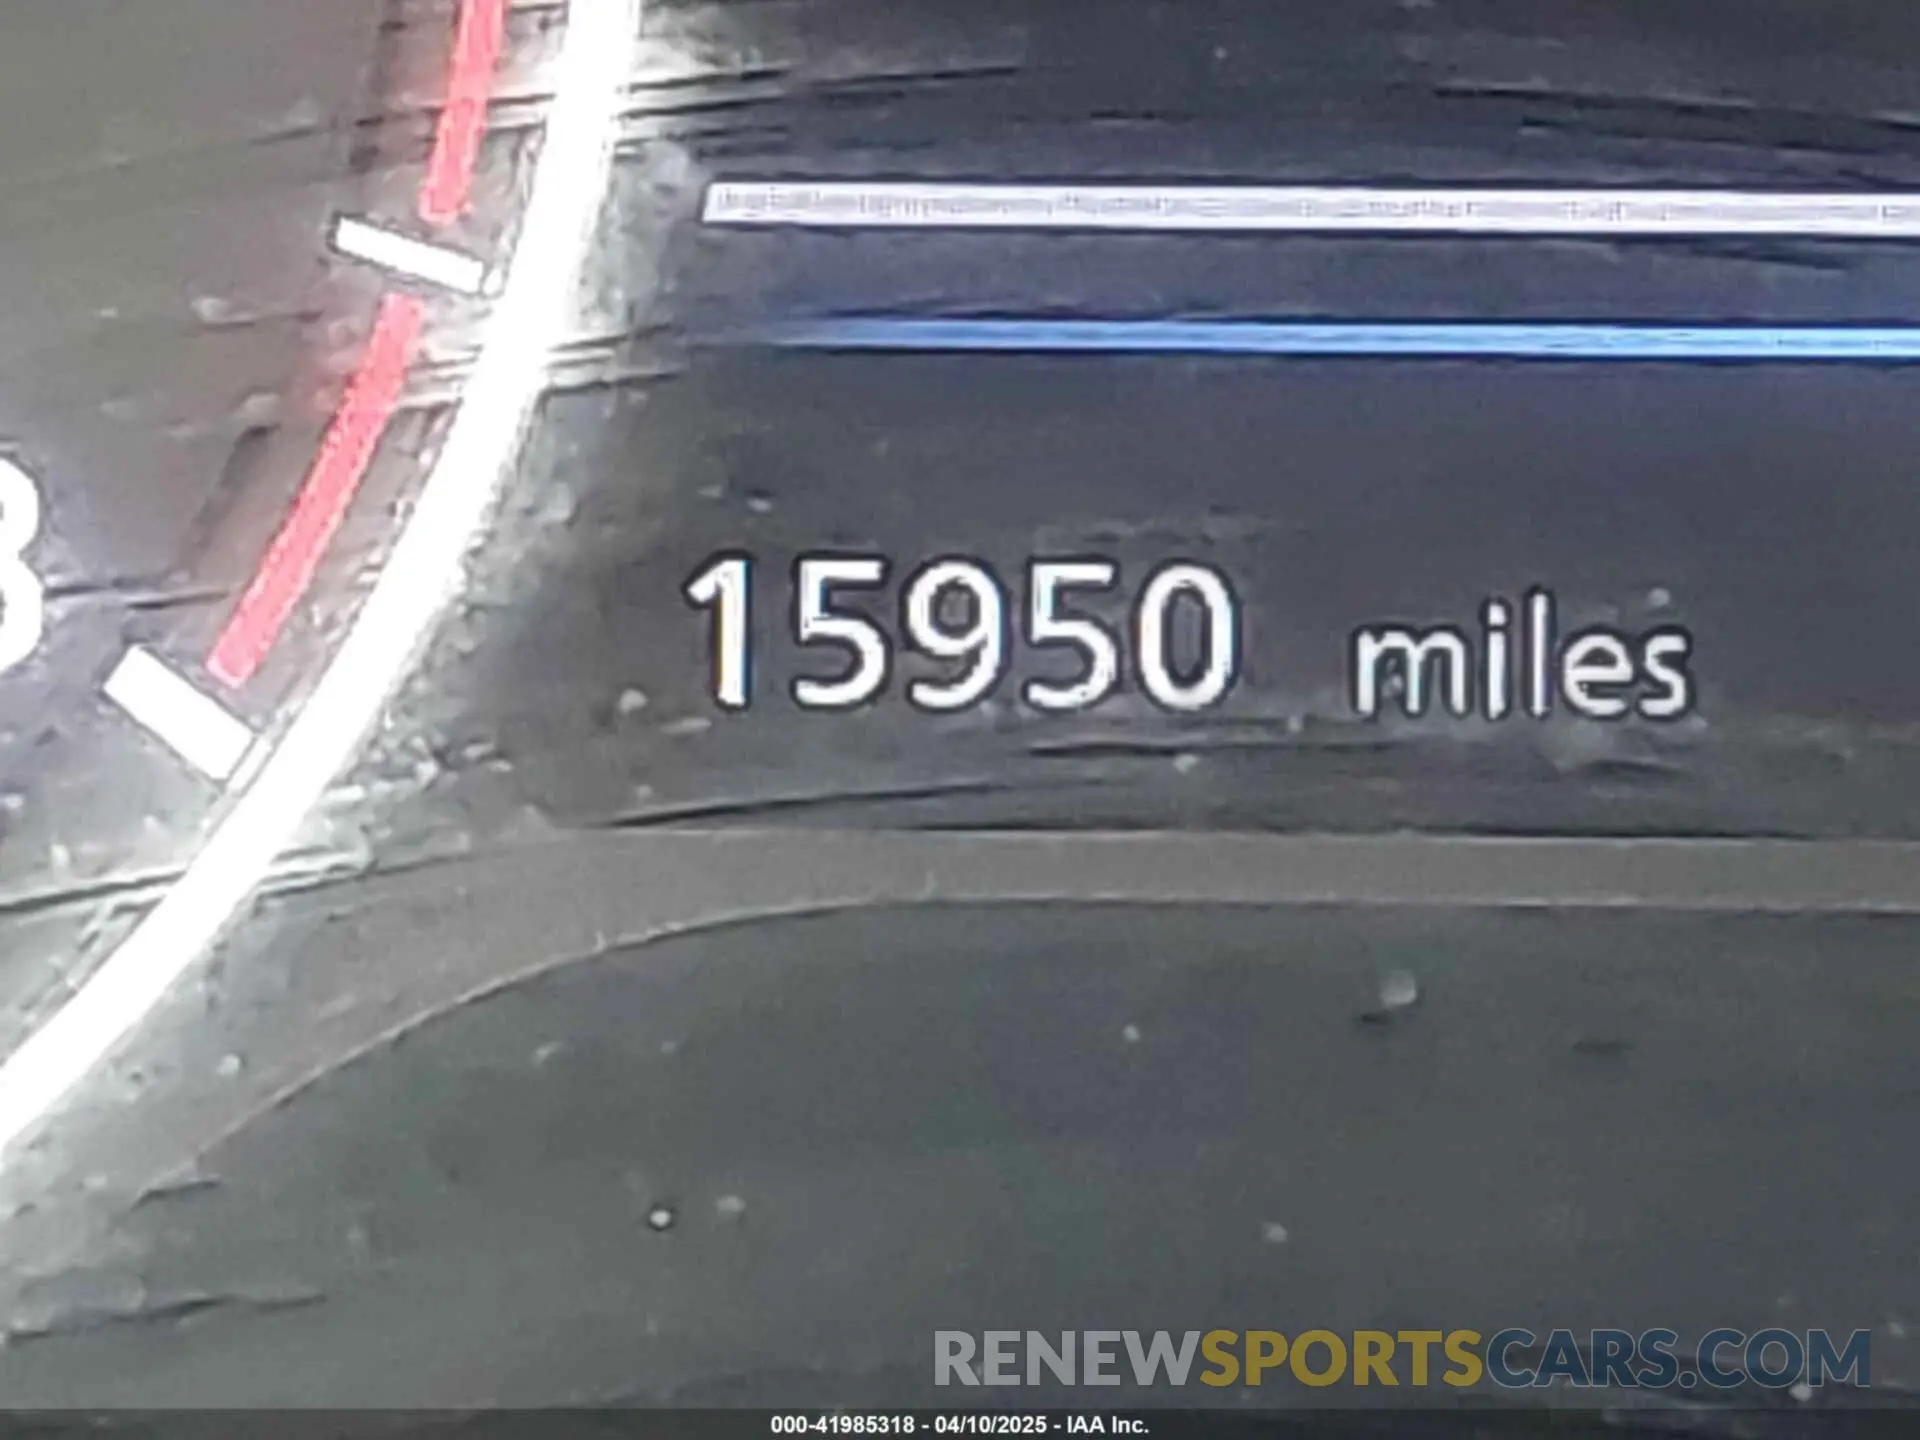 15950 miles
RENEWSPORTSCARS.COM
000-41985318 - 04/10/2025 - IAA Inc.